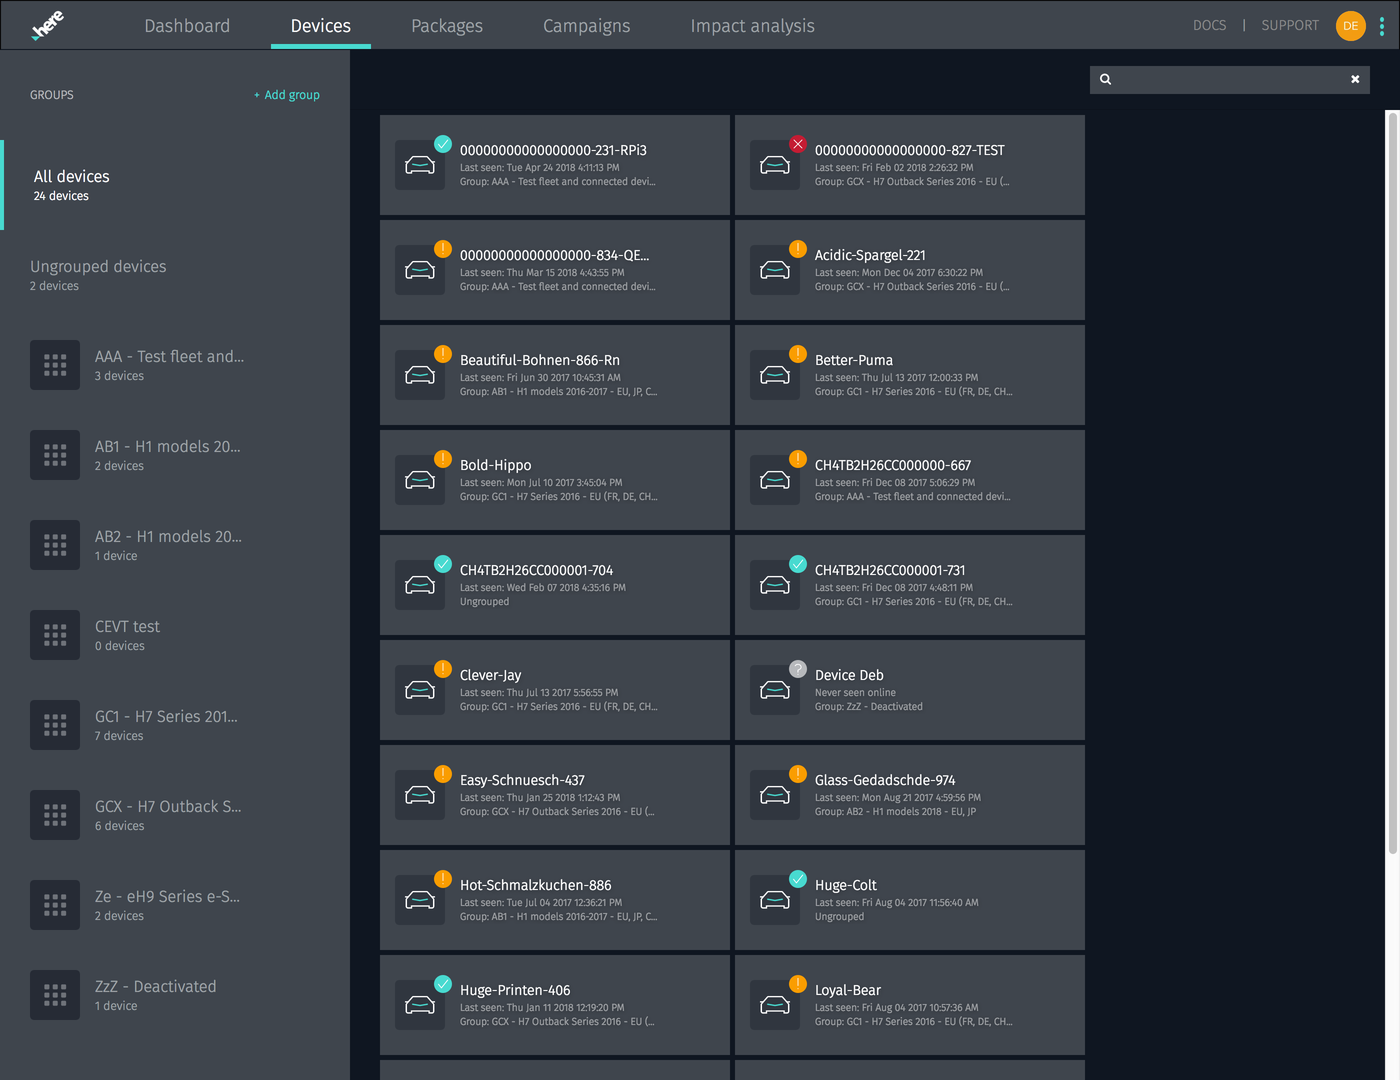 here
Dashboard
Devices
Packages
Campaigns
Impact analysis
DOCS | SUPPORT
DE
GROUPS
+ Add group
All devices
24 devices
Ungrouped devices
2 devices
AAA - Test fleet and...
3 devices
AB1 - H1 models 20...
2 devices
AB2 - H1 models 20...
1 device
CEVT test
0 devices
GC1 - H7 Series 201...
7 devices
GCX - H7 Outback S...
6 devices
Ze - eH9 Series e-S...
2 devices
ZzZ - Deactivated
1 device
00000000000000000-231-RPi3
Last seen: Tue Apr 24 2018 4:11:13 PM
Group: AAA - Test fleet and connected devi...
00000000000000000-827-TEST
Last seen: Fri Feb 02 2018 2:26:32 PM
Group: GCX - H7 Outback Series 2016 - EU (...
00000000000000000-834-QE...
Last seen: Thu Mar 15 2018 4:43:55 PM
Group: AAA - Test fleet and connected devi...
Acidic-Spargel-221
Last seen: Mon Dec 04 2017 6:30:22 PM
Group: GCX - H7 Outback Series 2016 - EU (...
Beautiful-Bohnen-866-Rn
Last seen: Fri Jun 30 2017 10:45:31 AM
Group: AB1 - H1 models 2016-2017 - EU, JP, C...
Better-Puma
Last seen: Thu Jul 13 2017 12:00:33 PM
Group: GC1 - H7 Series 2016 - EU (FR, DE, CH...
Bold-Hippo
Last seen: Mon Jul 10 2017 3:45:04 PM
Group: GC1 - H7 Series 2016 - EU (FR, DE, CH...
CH4TB2H26CC000000-667
Last seen: Fri Dec 08 2017 5:06:29 PM
Group: AAA - Test fleet and connected devi...
CH4TB2H26CC000001-704
Last seen: Wed Feb 07 2018 4:35:16 PM
Ungrouped
CH4TB2H26CC000001-731
Last seen: Fri Dec 08 2017 4:48:11 PM
Group: GC1 - H7 Series 2016 - EU (FR, DE, CH...
Clever-Jay
Last seen: Thu Jul 13 2017 5:56:55 PM
Group: GC1 - H7 Series 2016 - EU (FR, DE, CH...
Device Deb
Never seen online
Group: ZzZ - Deactivated
Easy-Schnuesch-437
Last seen: Thu Jan 25 2018 1:12:43 PM
Group: GCX - H7 Outback Series 2016 - EU (...
Glass-Gedadschde-974
Last seen: Mon Aug 21 2017 4:59:56 PM
Group: AB2 - H1 models 2018 - EU, JP
Hot-Schmalzkuchen-886
Last seen: Tue Jul 04 2017 12:36:21 PM
Group: AB1 - H1 models 2016-2017 - EU, JP, C...
Huge-Colt
Last seen: Fri Aug 04 2017 11:56:40 AM
Ungrouped
Huge-Printen-406
Last seen: Thu Jan 11 2018 12:19:20 PM
Group: GCX - H7 Outback Series 2016 - EU (...
Loyal-Bear
Last seen: Fri Aug 04 2017 10:57:36 AM
Group: GC1 - H7 Series 2016 - EU (FR, DE, CH...